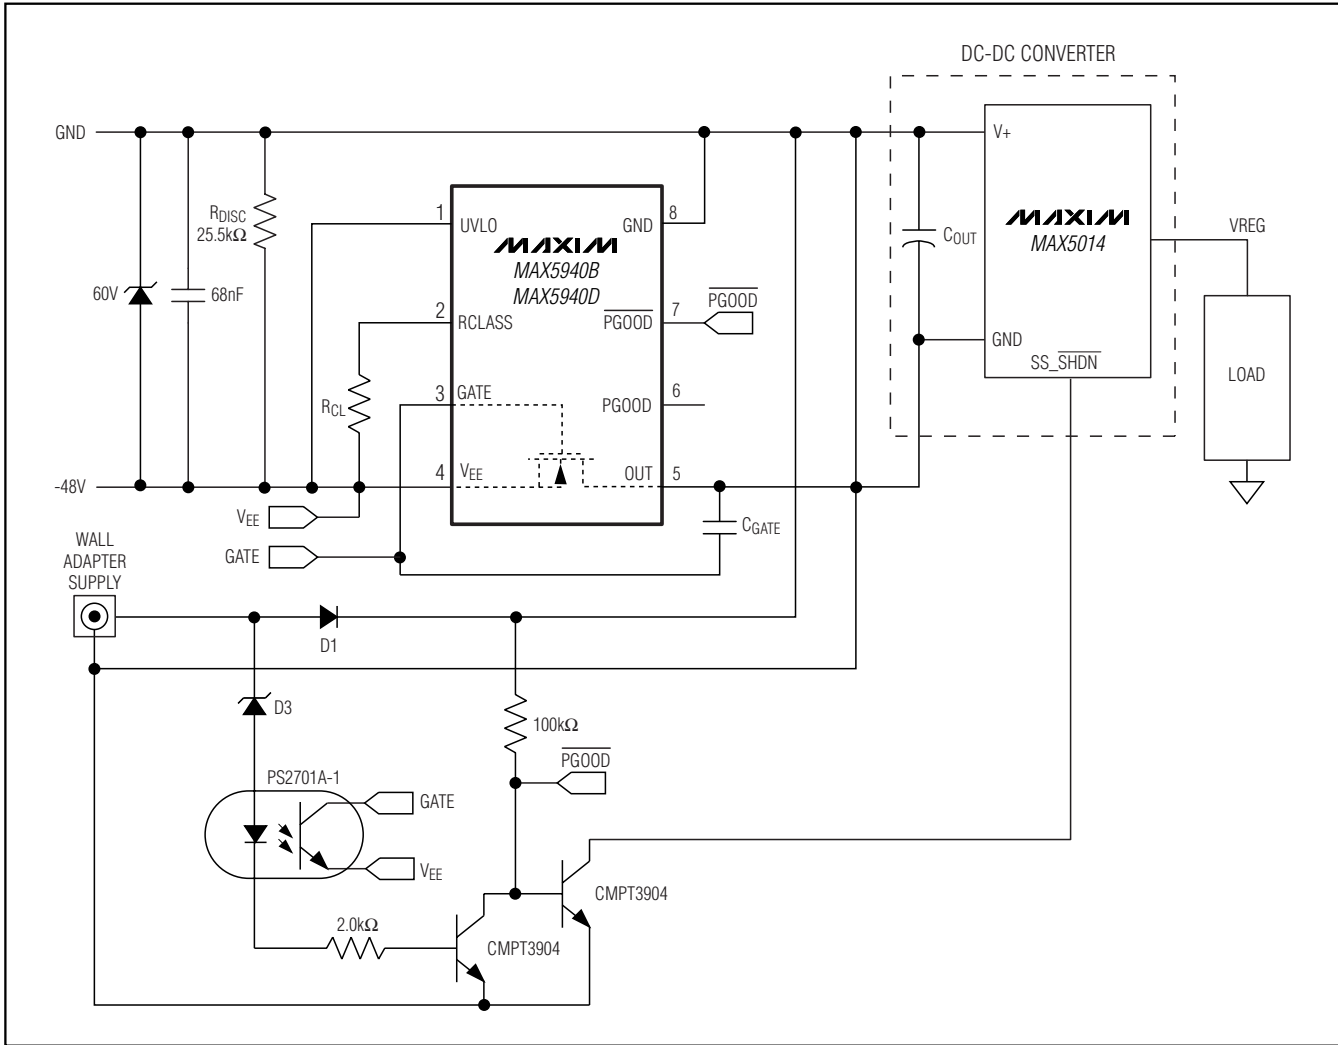 DC-DC CONVERTER
GND
V+
RDISC
25.5kΩ
1
UVLO
GND
8
MAXIM
MAX5940B
MAX5940D
COUT
MAXIM
MAX5014
VREG
60V
68nF
2
RCLASS
PGOOD
7
PGOOD
GND
SS_SHDN
LOAD
RCL
3
GATE
PGOOD
6
-48V
4
VEE
OUT
5
VEE
CGATE
GATE
WALL
ADAPTER
SUPPLY
D1
D3
100kΩ
PGOOD
PS2701A-1
GATE
VEE
CMPT3904
2.0kΩ
CMPT3904